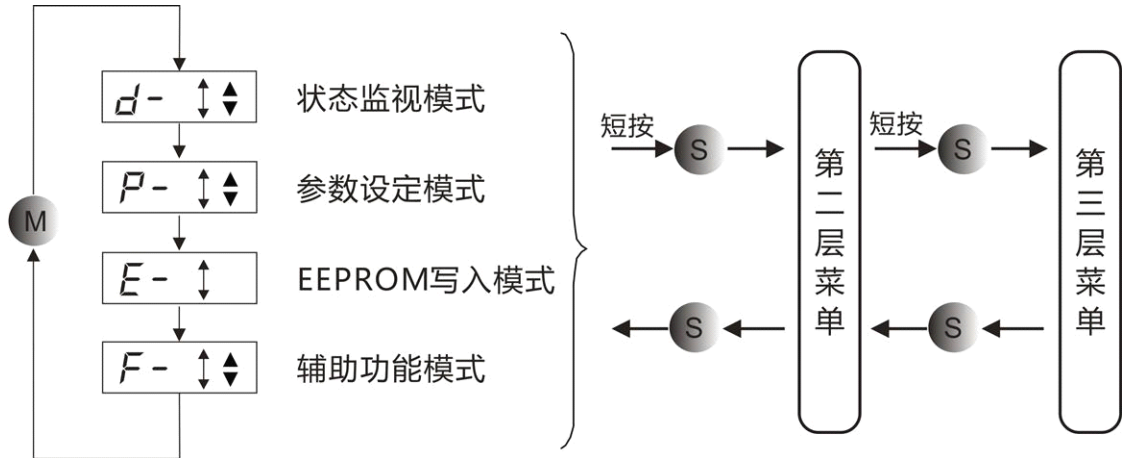 d-
状态监视模式
P-
参数设定模式
M
E-
EEPROM写入模式
F-
辅助功能模式
短按
S
S
第二层菜单
短按
S
S
第三层菜单